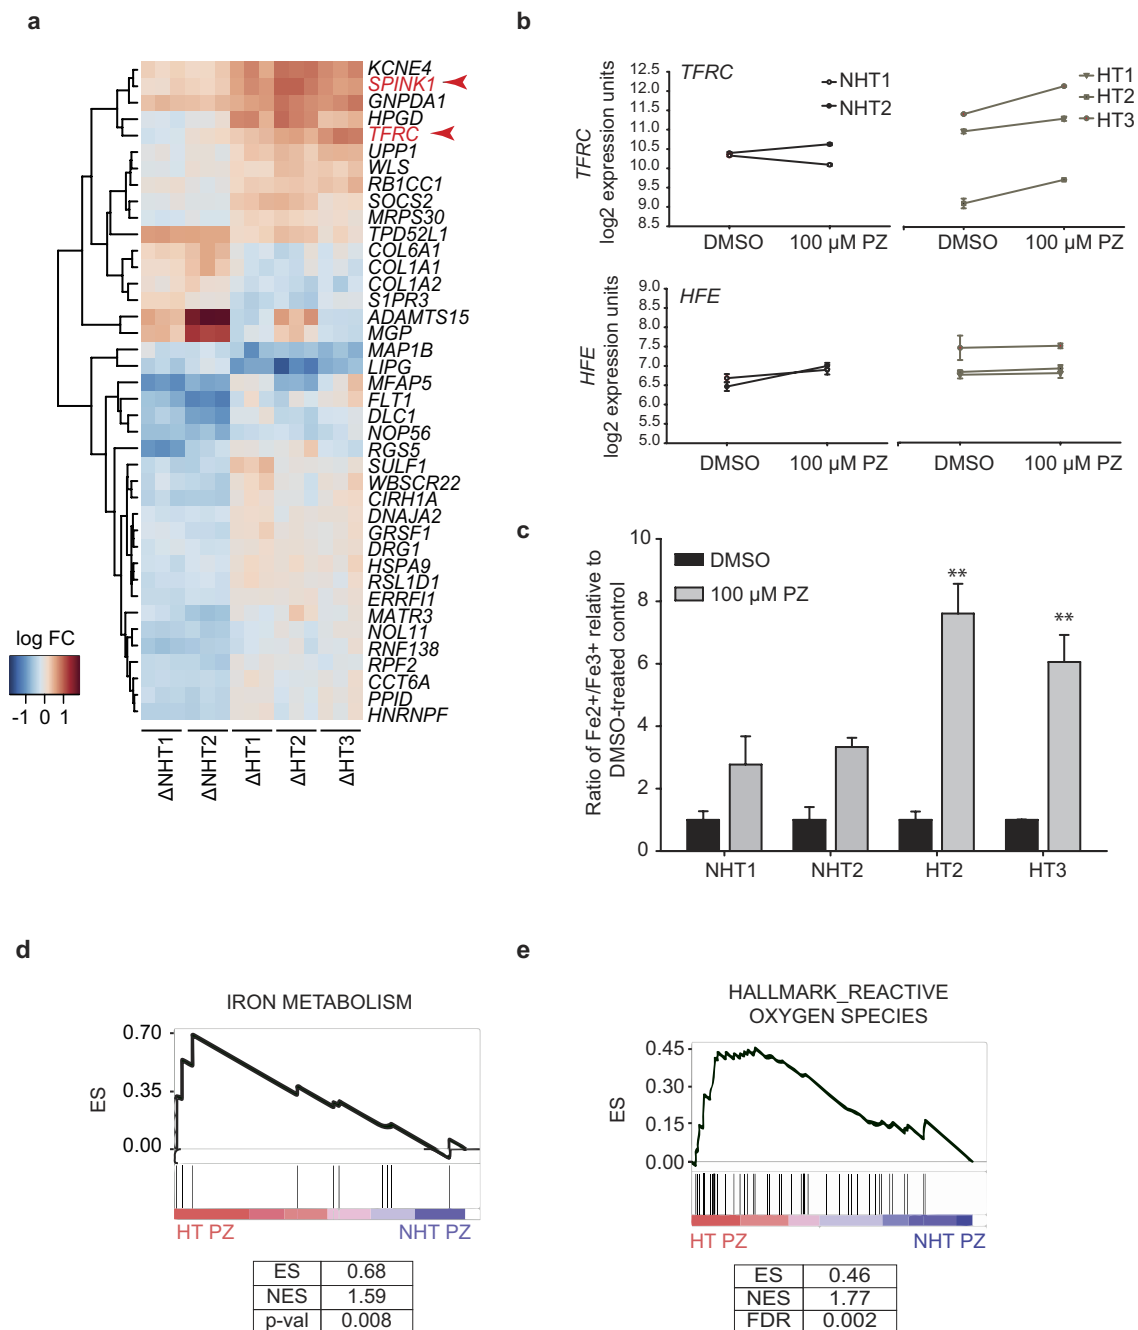 a
KCNE4
SPINK1
GNPDA1
HPGD
TFRC
UPP1
WLS
RB1CC1
SOCS2
MRPS30
TPD52L1
COL6A1
COL1A1
COL1A2
S1PR3
ADAMTS15
MGP
MAP1B
LIPG
MFAP5
FLT1
DLC1
NOP56
RGS5
SULF1
WBSCR22
CIRH1A
DNAJA2
GRSF1
DRG1
HSPA9
RSL1D1
ERRFI1
MATR3
NOL11
RNF138
RPF2
CCT6A
PPID
HNRNPF
log FC
-1 0 1
ΔNHT1
ΔNHT2
ΔHT1
ΔHT2
ΔHT3
b
TFRC
log2 expression units
12.5
11.5
11.0
10.5
10.0
9.5
9.0
8.5
TFRC
NHT1
NHT2
HT1
HT2
HT3
DMSO
100 µM PZ
DMSO
100 µM PZ
HFE
log2 expression units
9.0
8.5
8.0
7.5
7.0
6.5
6.0
5.5
5.0
HFE
DMSO
100 µM PZ
DMSO
100 µM PZ
c
Ratio of Fe2+/Fe3+ relative to
DMSO-treated control
10
8
6
4
2
0
DMSO
100 µM PZ
**
**
NHT1
NHT2
HT2
HT3
d
IRON METABOLISM
ES
0.70
0.35
0.00
HT PZ
NHT PZ
ES 0.68
NES 1.59
p-val 0.008
e
HALLMARK_REACTIVE
OXYGEN SPECIES
ES
0.45
0.30
0.15
0.00
HT PZ
NHT PZ
ES 0.46
NES 1.77
FDR 0.002